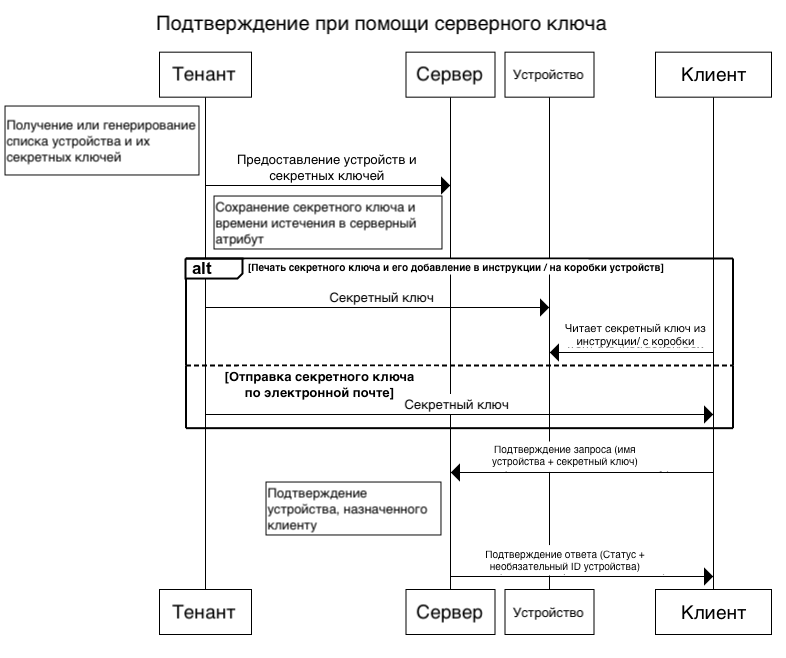 Подтверждение при помощи серверного ключа
Тенант
Сервер
Устройство
Клиент
Получение или генерирование
списка устройства и их
секретных ключей
Предоставление устройств и
секретных ключей
Сохранение секретного ключа и
времени истечения в серверный
атрибут
alt
[Печать секретного ключа и его добавление в инструкции / на коробки устройств]
Секретный ключ
Читает секретный ключ из
инструкции/ с коробки
[Отправка секретного ключа
по электронной почте]
Секретный ключ
Подтверждение запроса (имя
устройства + секретный ключ)
Подтверждение
устройства, назначенного
клиенту
Подтверждение ответа (Статус +
необязательный ID устройства)
Тенант
Сервер
Устройство
Клиент